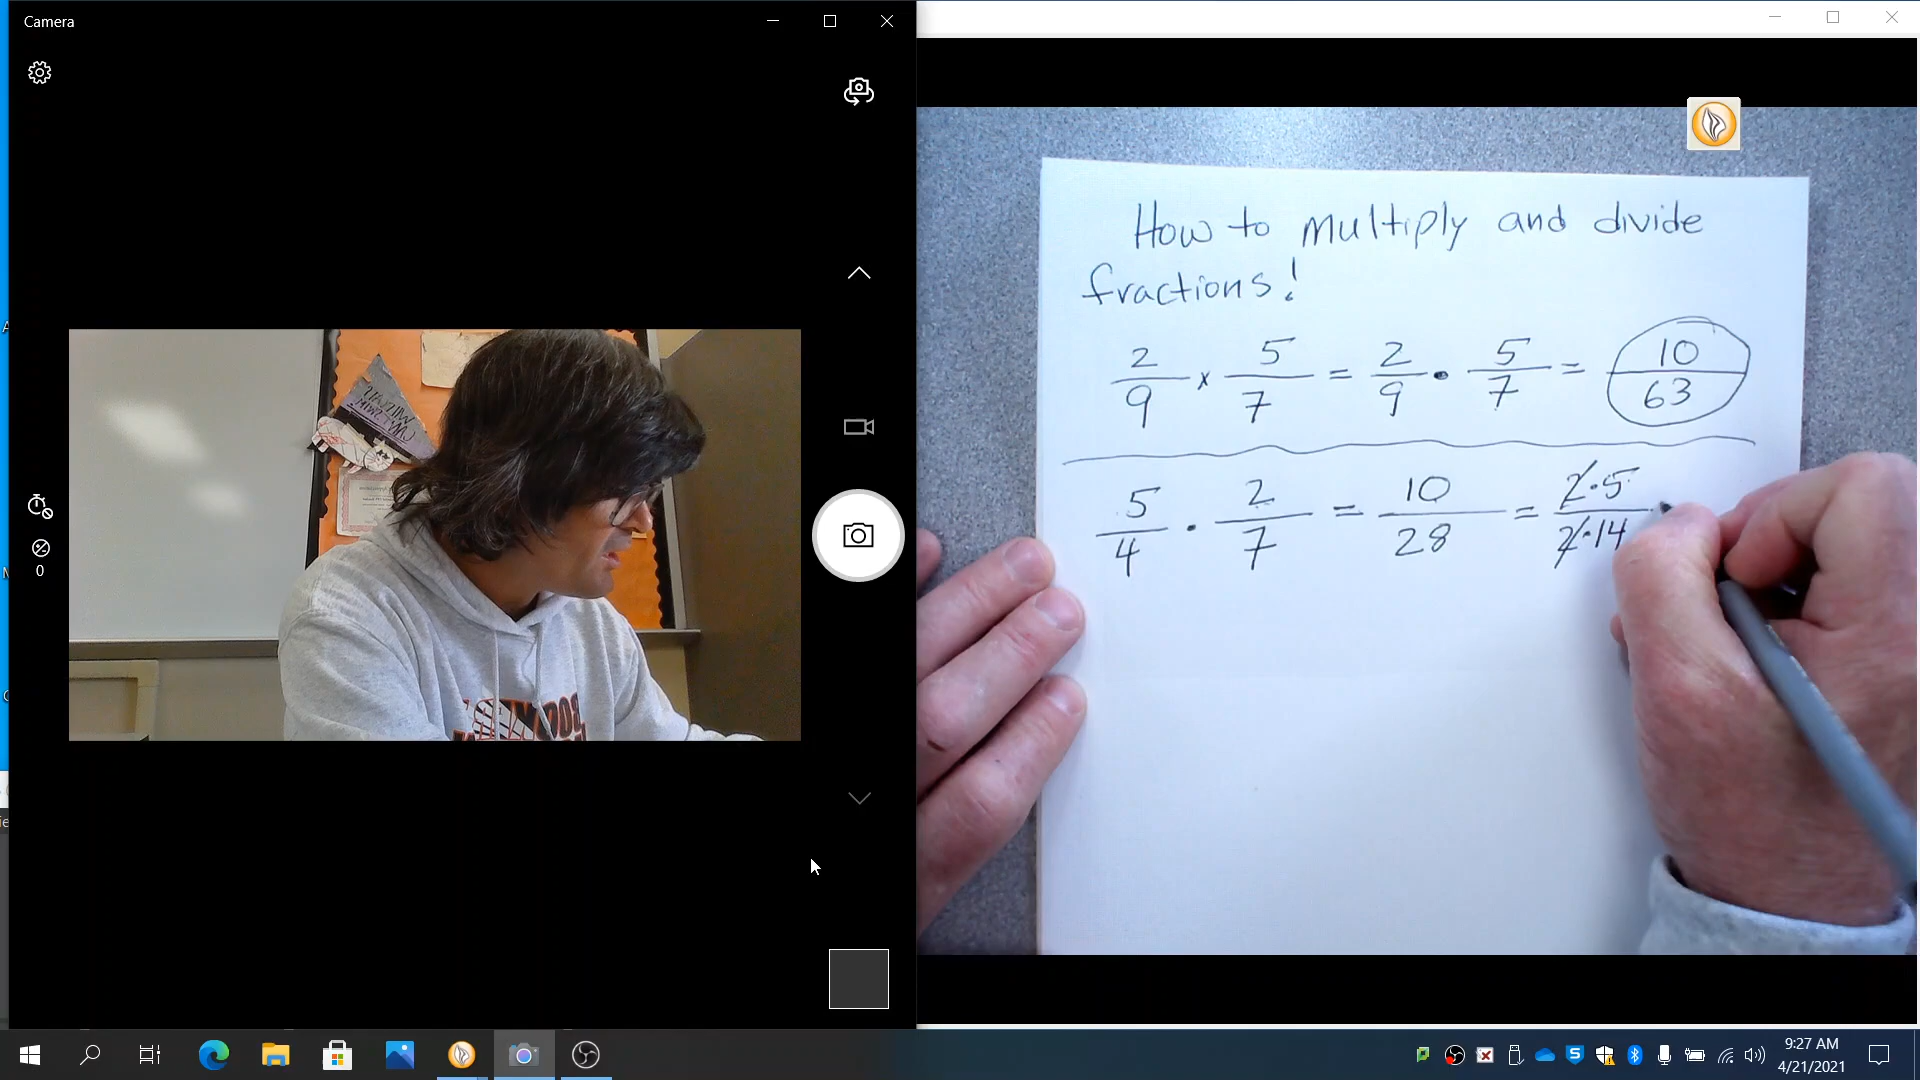 Camera
How to multiply and divide
fractions!
2/9 x 5/7 = 2/9 • 5/7 = 10/63
5/4 • 2/7 = 10/28 = 2•5/2•14
0
9:27 AM
4/21/2021